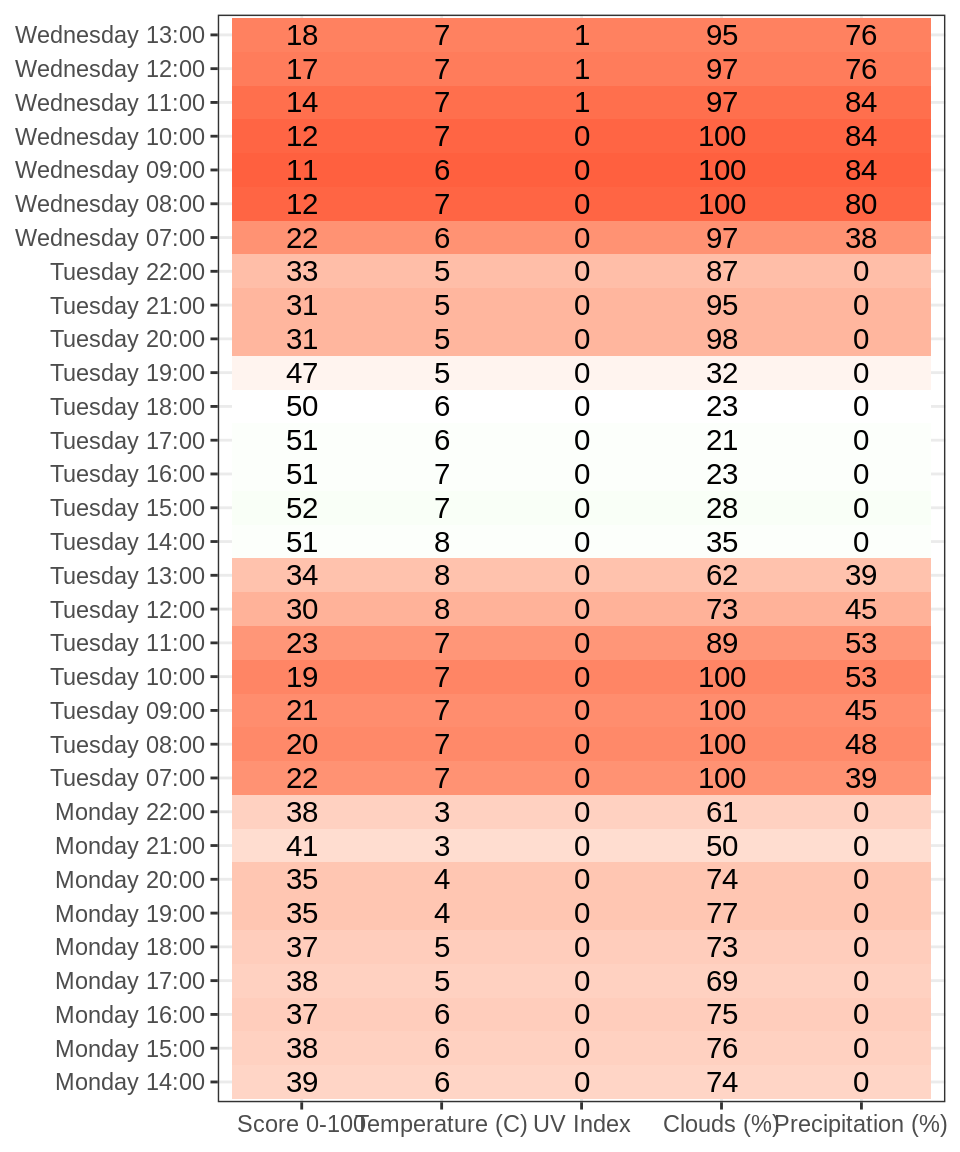 Wednesday 13:00 18 7 1 95 76
Wednesday 12:00 17 7 1 97 76
Wednesday 11:00 14 7 1 97 84
Wednesday 10:00 12 7 0 100 84
Wednesday 09:00 11 6 0 100 84
Wednesday 08:00 12 7 0 100 80
Wednesday 07:00 22 6 0 97 38
Tuesday 22:00 33 5 0 87 0
Tuesday 21:00 31 5 0 95 0
Tuesday 20:00 31 5 0 98 0
Tuesday 19:00 47 5 0 32 0
Tuesday 18:00 50 6 0 23 0
Tuesday 17:00 51 6 0 21 0
Tuesday 16:00 51 7 0 23 0
Tuesday 15:00 52 7 0 28 0
Tuesday 14:00 51 8 0 35 0
Tuesday 13:00 34 8 0 62 39
Tuesday 12:00 30 8 0 73 45
Tuesday 11:00 23 7 0 89 53
Tuesday 10:00 19 7 0 100 53
Tuesday 09:00 21 7 0 100 45
Tuesday 08:00 20 7 0 100 48
Tuesday 07:00 22 7 0 100 39
Monday 22:00 38 3 0 61 0
Monday 21:00 41 3 0 50 0
Monday 20:00 35 4 0 74 0
Monday 19:00 35 4 0 77 0
Monday 18:00 37 5 0 73 0
Monday 17:00 38 5 0 69 0
Monday 16:00 37 6 0 75 0
Monday 15:00 38 6 0 76 0
Monday 14:00 39 6 0 74 0
Score 0-100 Temperature (C) UV Index Clouds (%) Precipitation (%)